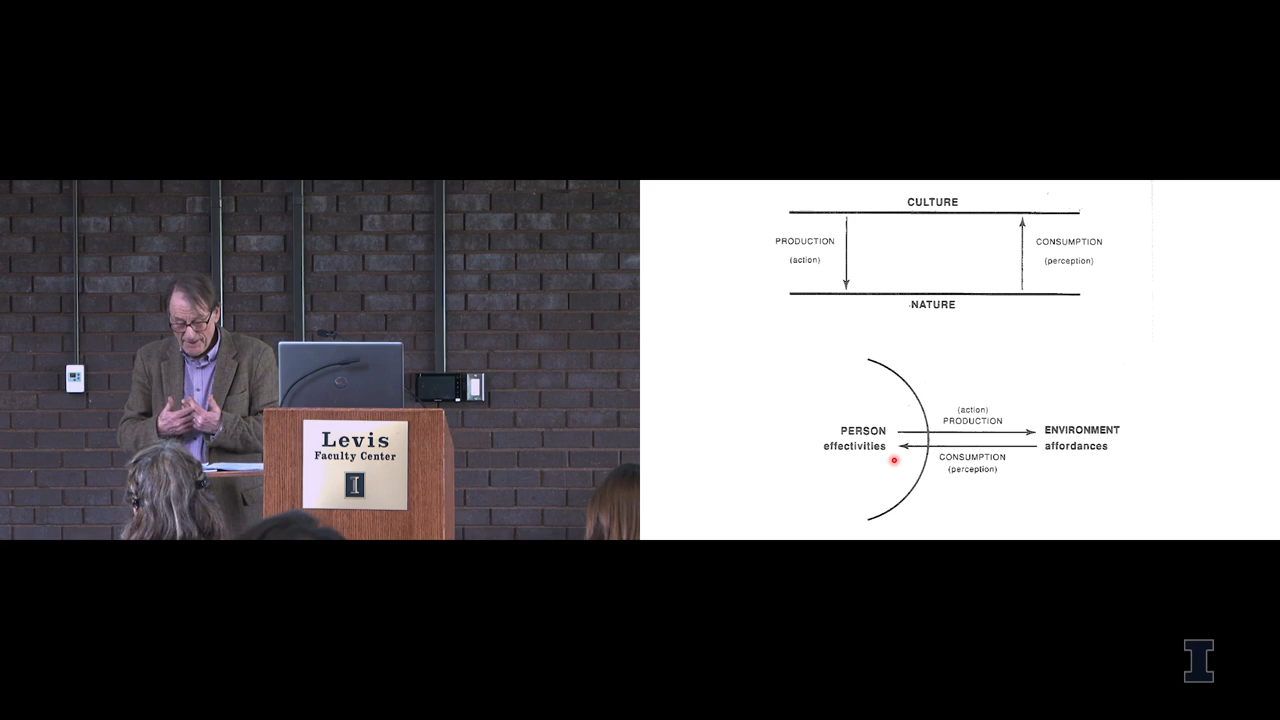 Levis
Faculty Center
I
CULTURE
PRODUCTION
(action)
CONSUMPTION
(perception)
NATURE
(action)
PRODUCTION
PERSON
effectivities
ENVIRONMENT
affordances
CONSUMPTION
(perception)
I